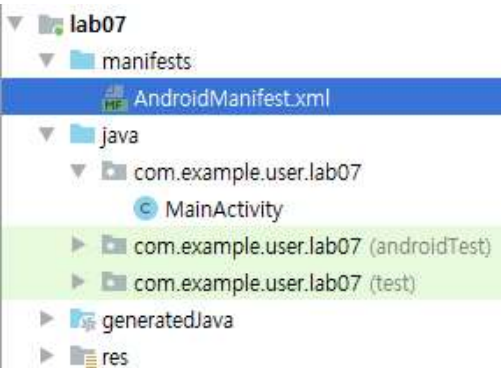 lab07
manifests
MF AndroidManifest.xml
java
com.example.user.lab07
C MainActivity
com.example.user.lab07 (androidTest)
com.example.user.lab07 (test)
generatedJava
res